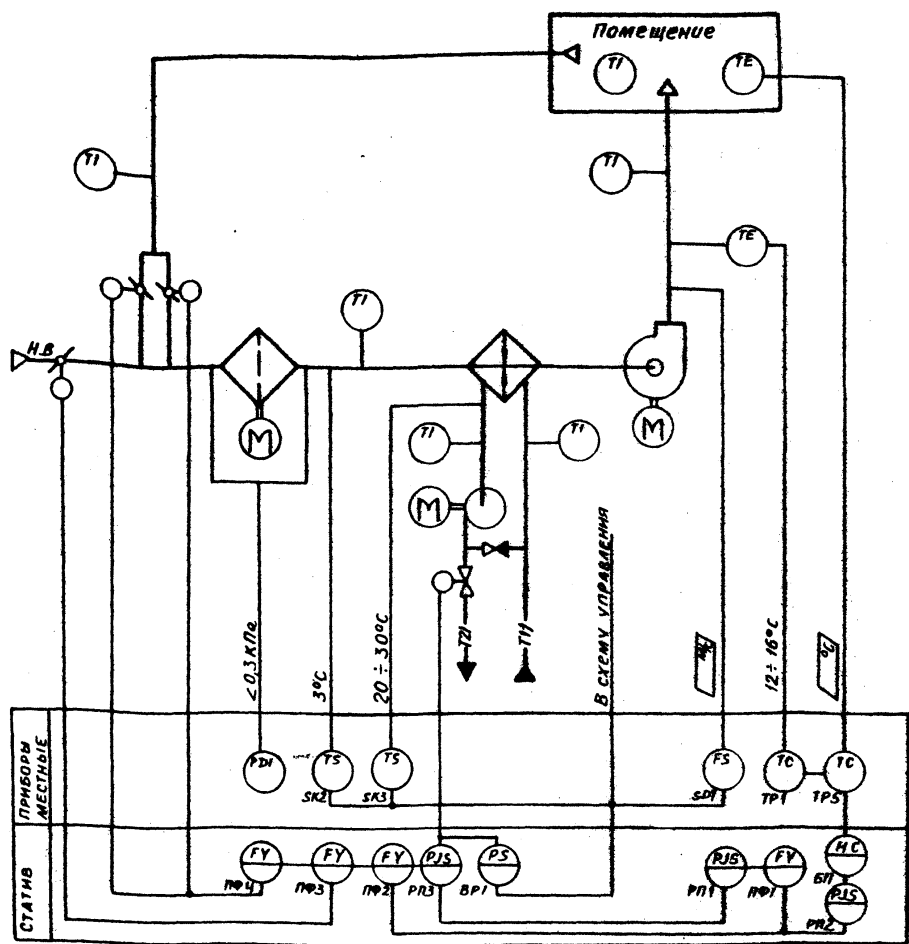 Помещение
TI
TE
TI
TI
TE
TI
Н.В
M
M
TI
TI
M
<0,3 КПа
3°С
20÷30°С
T21
T11
В СХЕМУ УПРАВЛЕНИЯ
12÷16°С
°С
ПРИБОРЫ МЕСТНЫЕ
PDI
TS
TS
FS
TC
TC
SK2
SK3
SD1
TP1
TP5
СТАТИВ
FY
FY
FY
PJS
PS
PJS
FY
HC
ПФ4
ПФ3
ПФ2
РП3
ВР1
РП1
ПФ1
БП
PJS
РП2